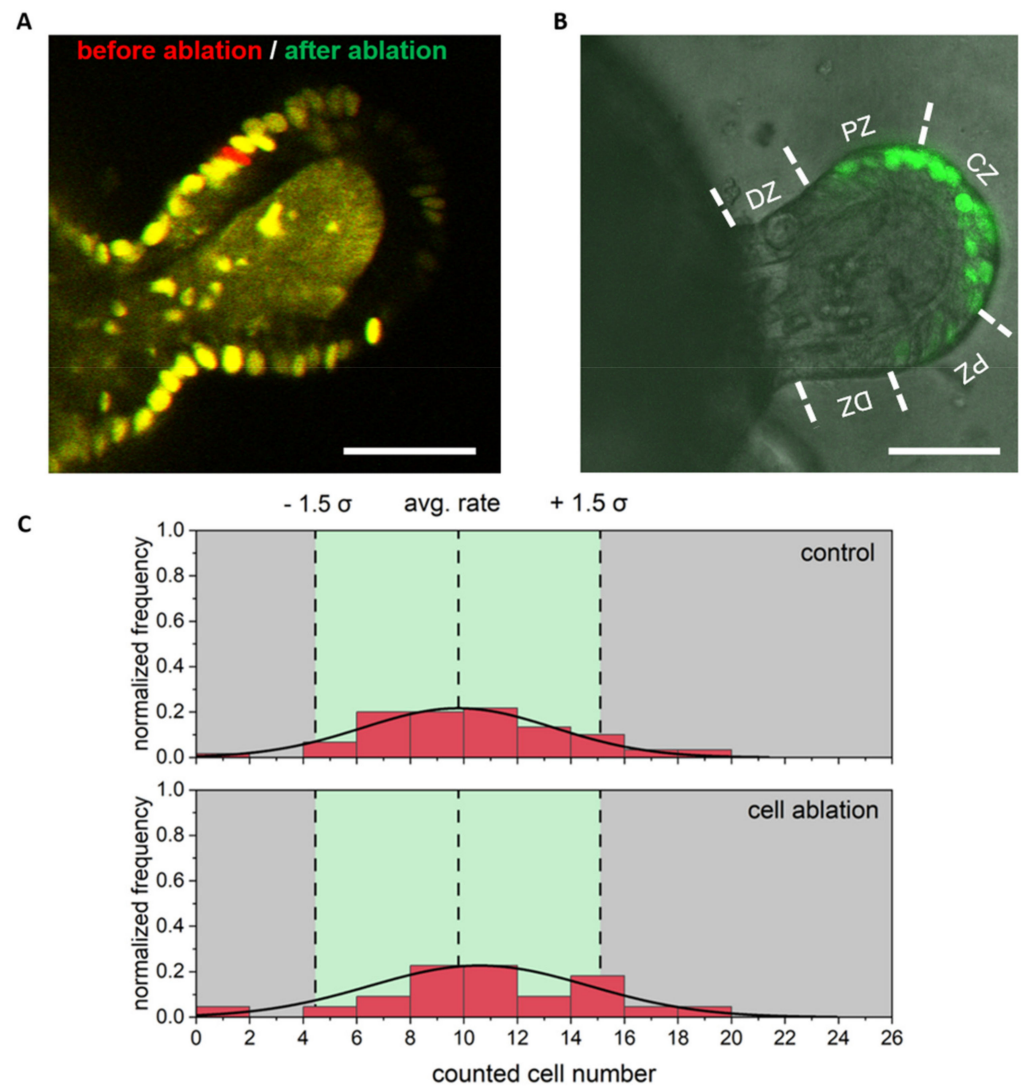 A
before ablation / after ablation
B
DZ
PZ
CZ
PZ
DZ
C
- 1.5 σ avg. rate + 1.5 σ
control
normalized frequency
1.0
0.8
0.6
0.4
0.2
0.0
cell ablation
normalized frequency
1.0
0.8
0.6
0.4
0.2
0.0
0 2 4 6 8 10 12 14 16 18 20 22 24 26
counted cell number